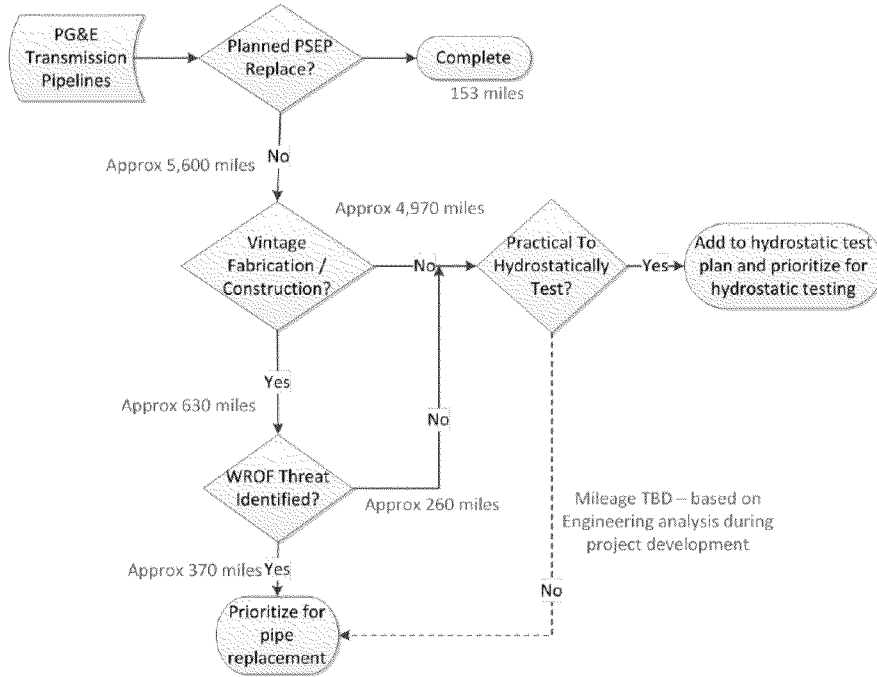 PG&E
Transmission
Pipelines
Planned PSEP
Replace?
Complete
153 miles
No
Approx 5,600 miles
Approx 4,970 miles
Vintage
Fabrication /
Construction?
No
Practical To
Hydrostatically
Test?
Yes
Add to hydrostatic test
plan and prioritize for
hydrostatic testing
Yes
Approx 630 miles
No
WROF Threat
Identified?
Approx 260 miles
Mileage TBD – based on
Engineering analysis during
project development
Approx 370 miles
Yes
No
Prioritize for
pipe
replacement